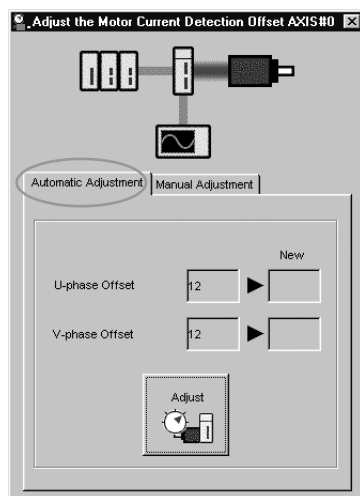 Adjust the Motor Current Detection Offset AXIS#0
Automatic Adjustment
Manual Adjustment
New
U-phase Offset
12
V-phase Offset
12
Adjust